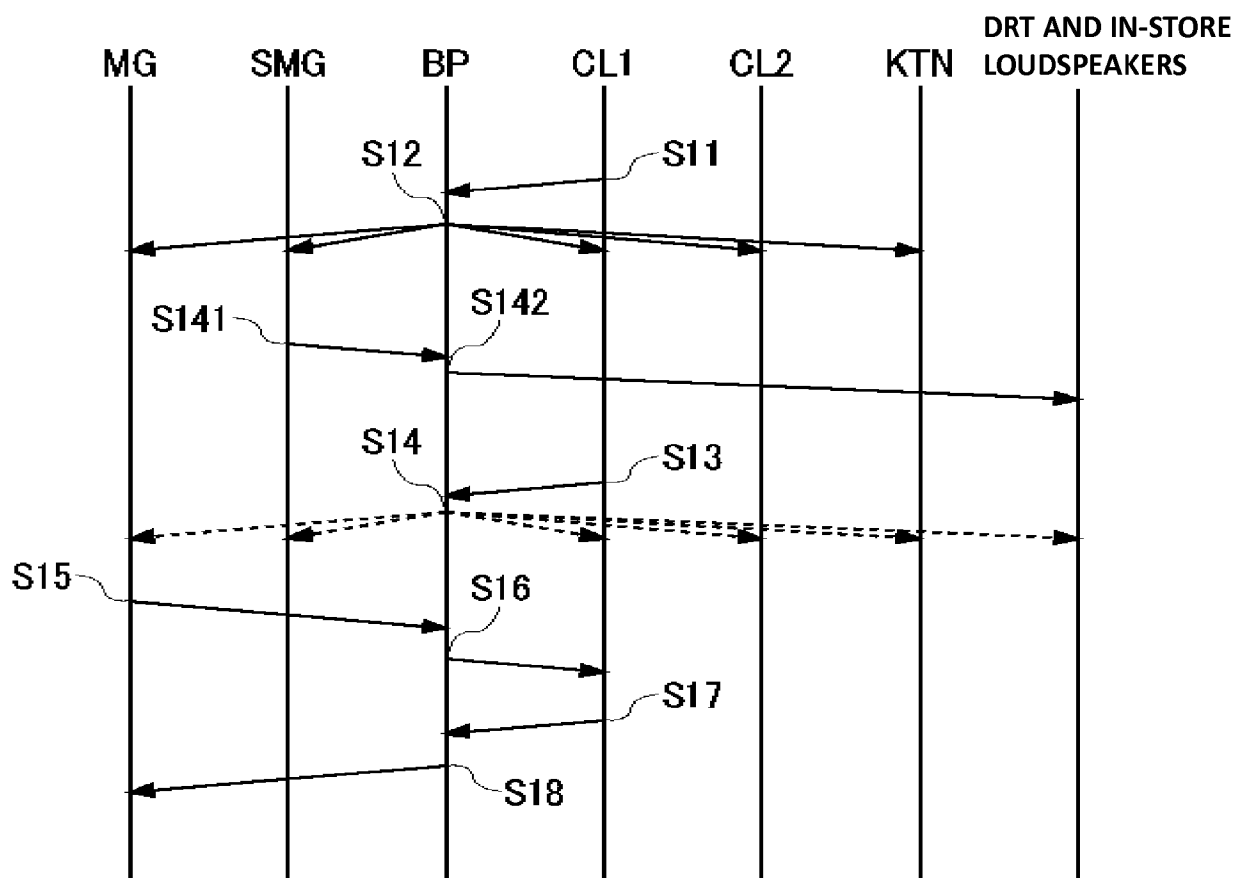 DRT AND IN-STORE
LOUDSPEAKERS
MG SMG BP CL1 CL2 KTN
S12 S11
S141 S142
S14 S13
S15 S16
S17
S18